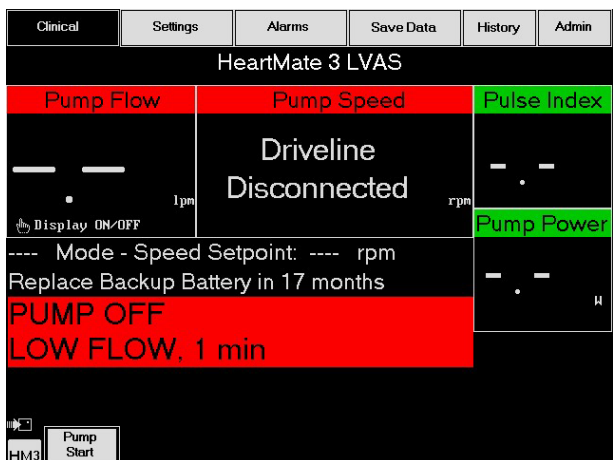 Clinical Settings Alarms Save Data History Admin
HeartMate 3 LVAS
Pump Flow Pump Speed Pulse Index
Driveline
Disconnected
-- --
.
lpm
rpm
- . -
Display ON/OFF
Pump Power
---- Mode - Speed Setpoint: ---- rpm
Replace Backup Battery in 17 months
- . -
W
PUMP OFF
LOW FLOW, 1 min
HM3
Pump
Start